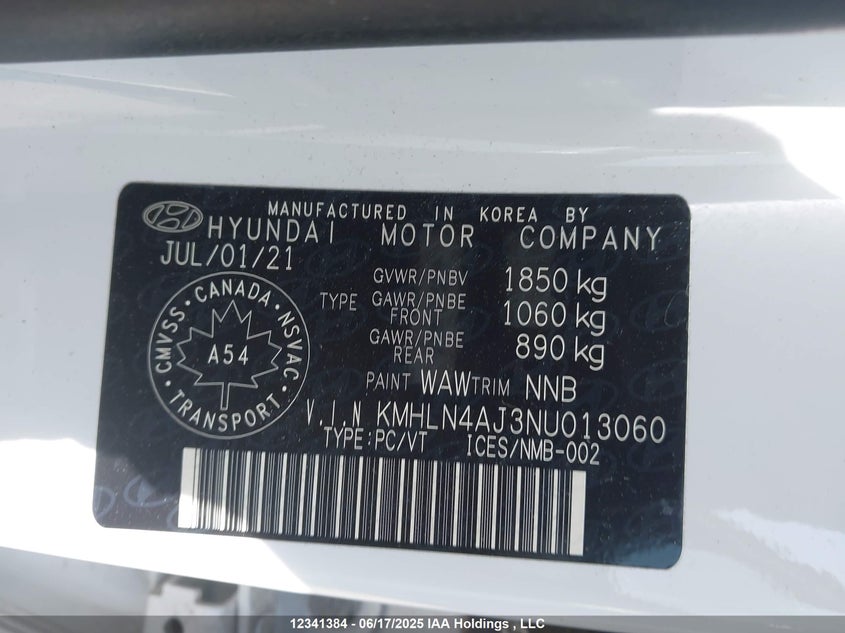 MANUFACTURED IN KOREA BY
HYUNDAI MOTOR COMPANY
JUL/01/21
GVWR/PNBV 1850 kg
TYPE GAWR/PNBE FRONT 1060 kg
GAWR/PNBE REAR 890 kg
CANADA · NSVAC · TRANSPORT · CMVSS ·
A54
PAINT WAW TRIM NNB
V.I.N KMHLN4AJ3NU013060
TYPE:PC/VT ICES/NMB-002
12341384 - 06/17/2025 IAA Holdings , LLC